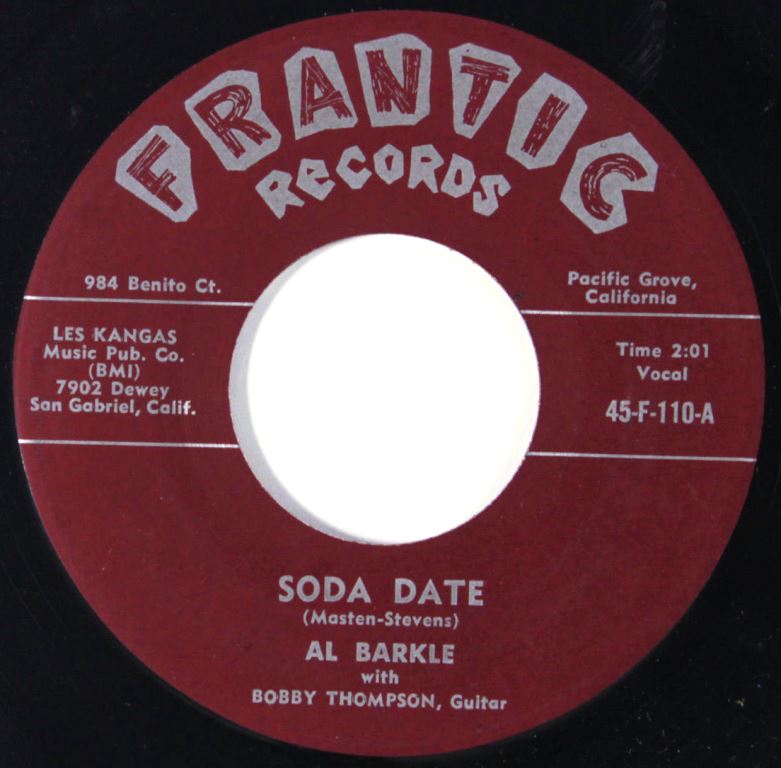 FRANTIC
RECORDS
984 Benito Ct.
Pacific Grove,
California
LES KANGAS
Music Pub. Co.
(BMI)
7902 Dewey
San Gabriel, Calif.
Time 2:01
Vocal
45-F-110-A
SODA DATE
(Masten-Stevens)
AL BARKLE
with
BOBBY THOMPSON, Guitar